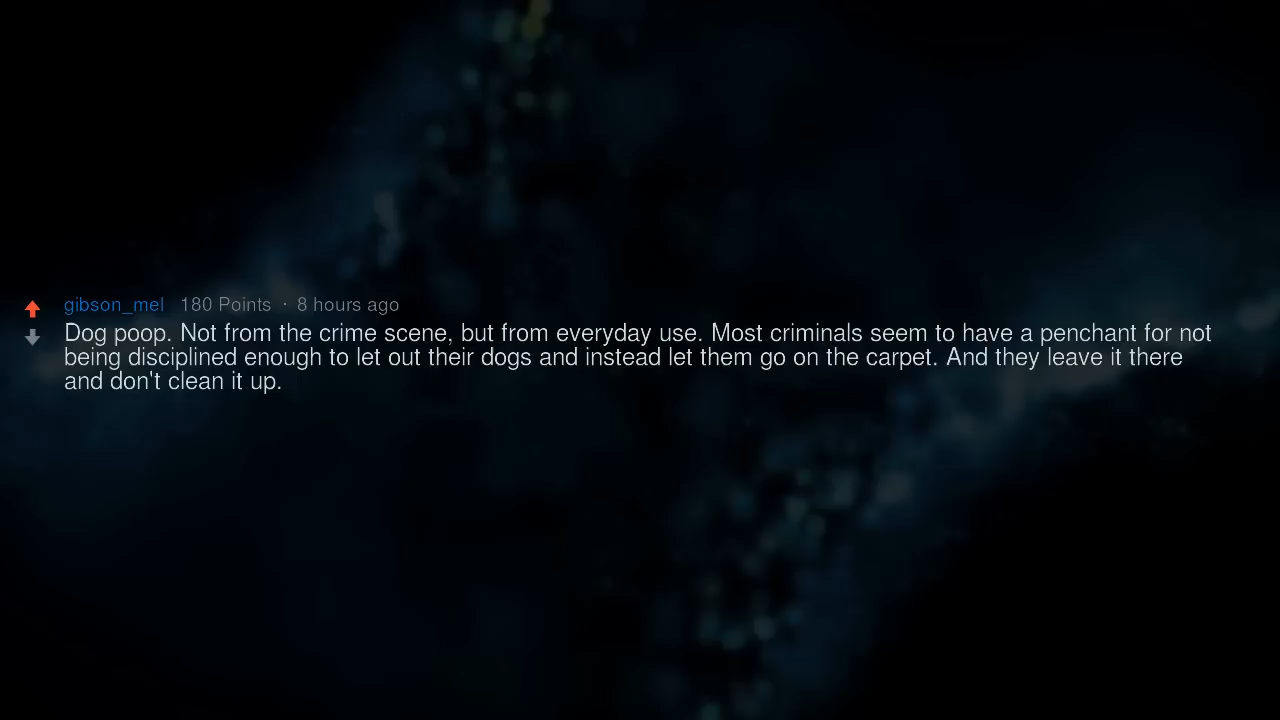 gibson_mel 180 Points · 8 hours ago
Dog poop. Not from the crime scene, but from everyday use. Most criminals seem to have a penchant for not
being disciplined enough to let out their dogs and instead let them go on the carpet. And they leave it there
and don't clean it up.